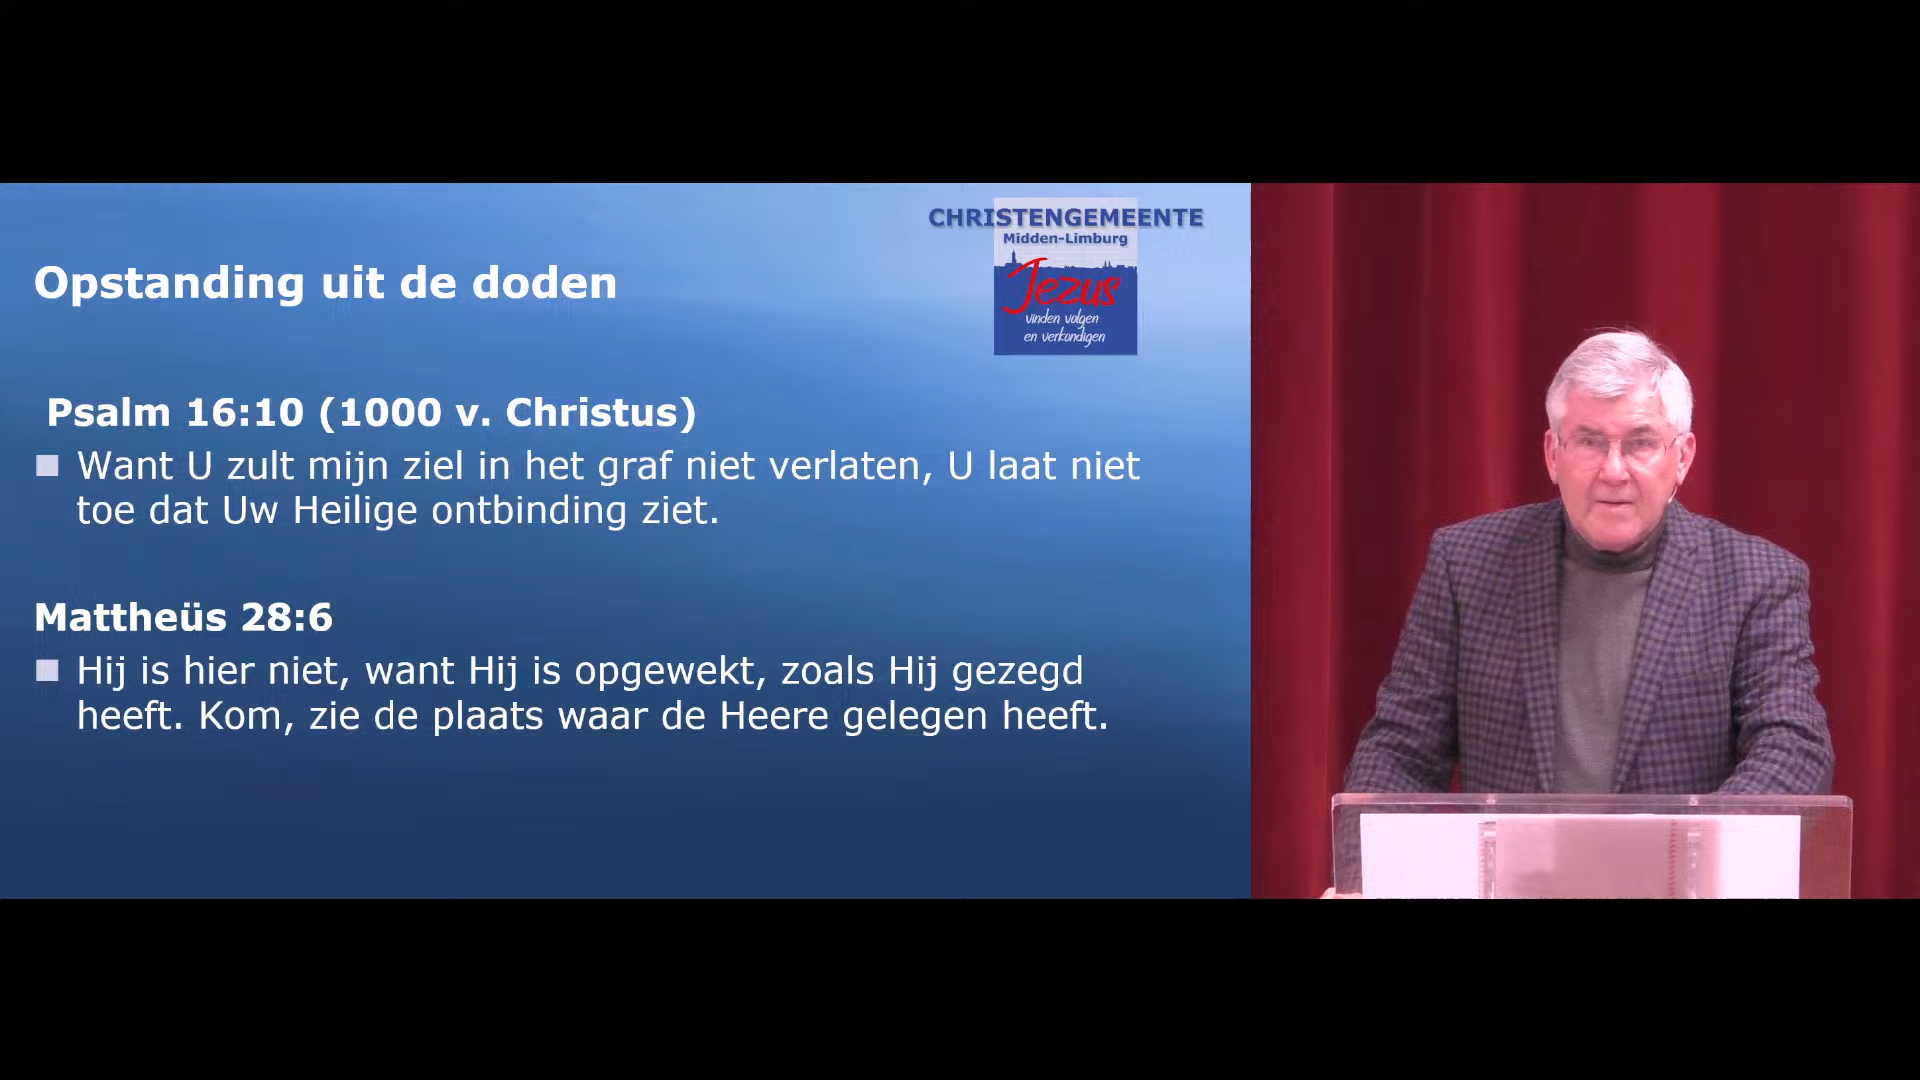 CHRISTENGEMEENTE
Midden-Limburg
Jezus
vinden volgen
en verkondigen
Opstanding uit de doden
Psalm 16:10 (1000 v. Christus)
Want U zult mijn ziel in het graf niet verlaten, U laat niet
toe dat Uw Heilige ontbinding ziet.
Mattheüs 28:6
Hij is hier niet, want Hij is opgewekt, zoals Hij gezegd
heeft. Kom, zie de plaats waar de Heere gelegen heeft.